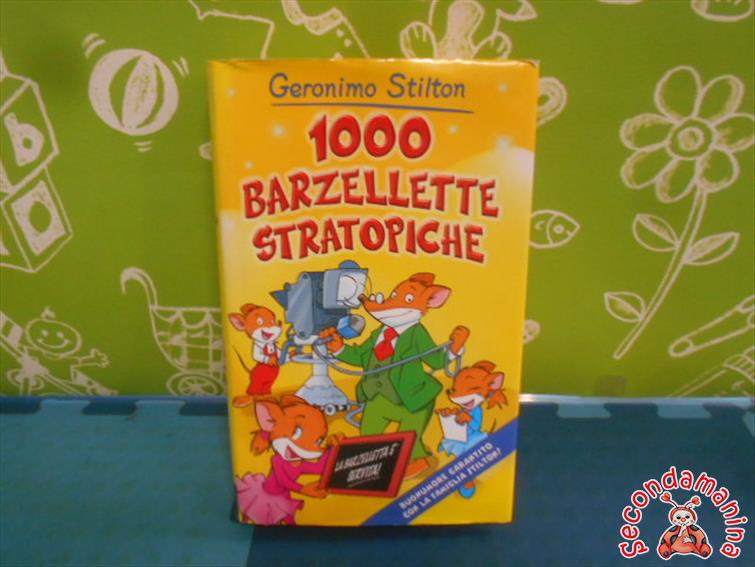 Geronimo Stilton
1000
BARZELLETTE
STRATOPICHE
LA BARZELLETTA È
SERVITA!
BUONUMORE GARANTITO
CON LA FAMIGLIA STILTON!
secondamanina